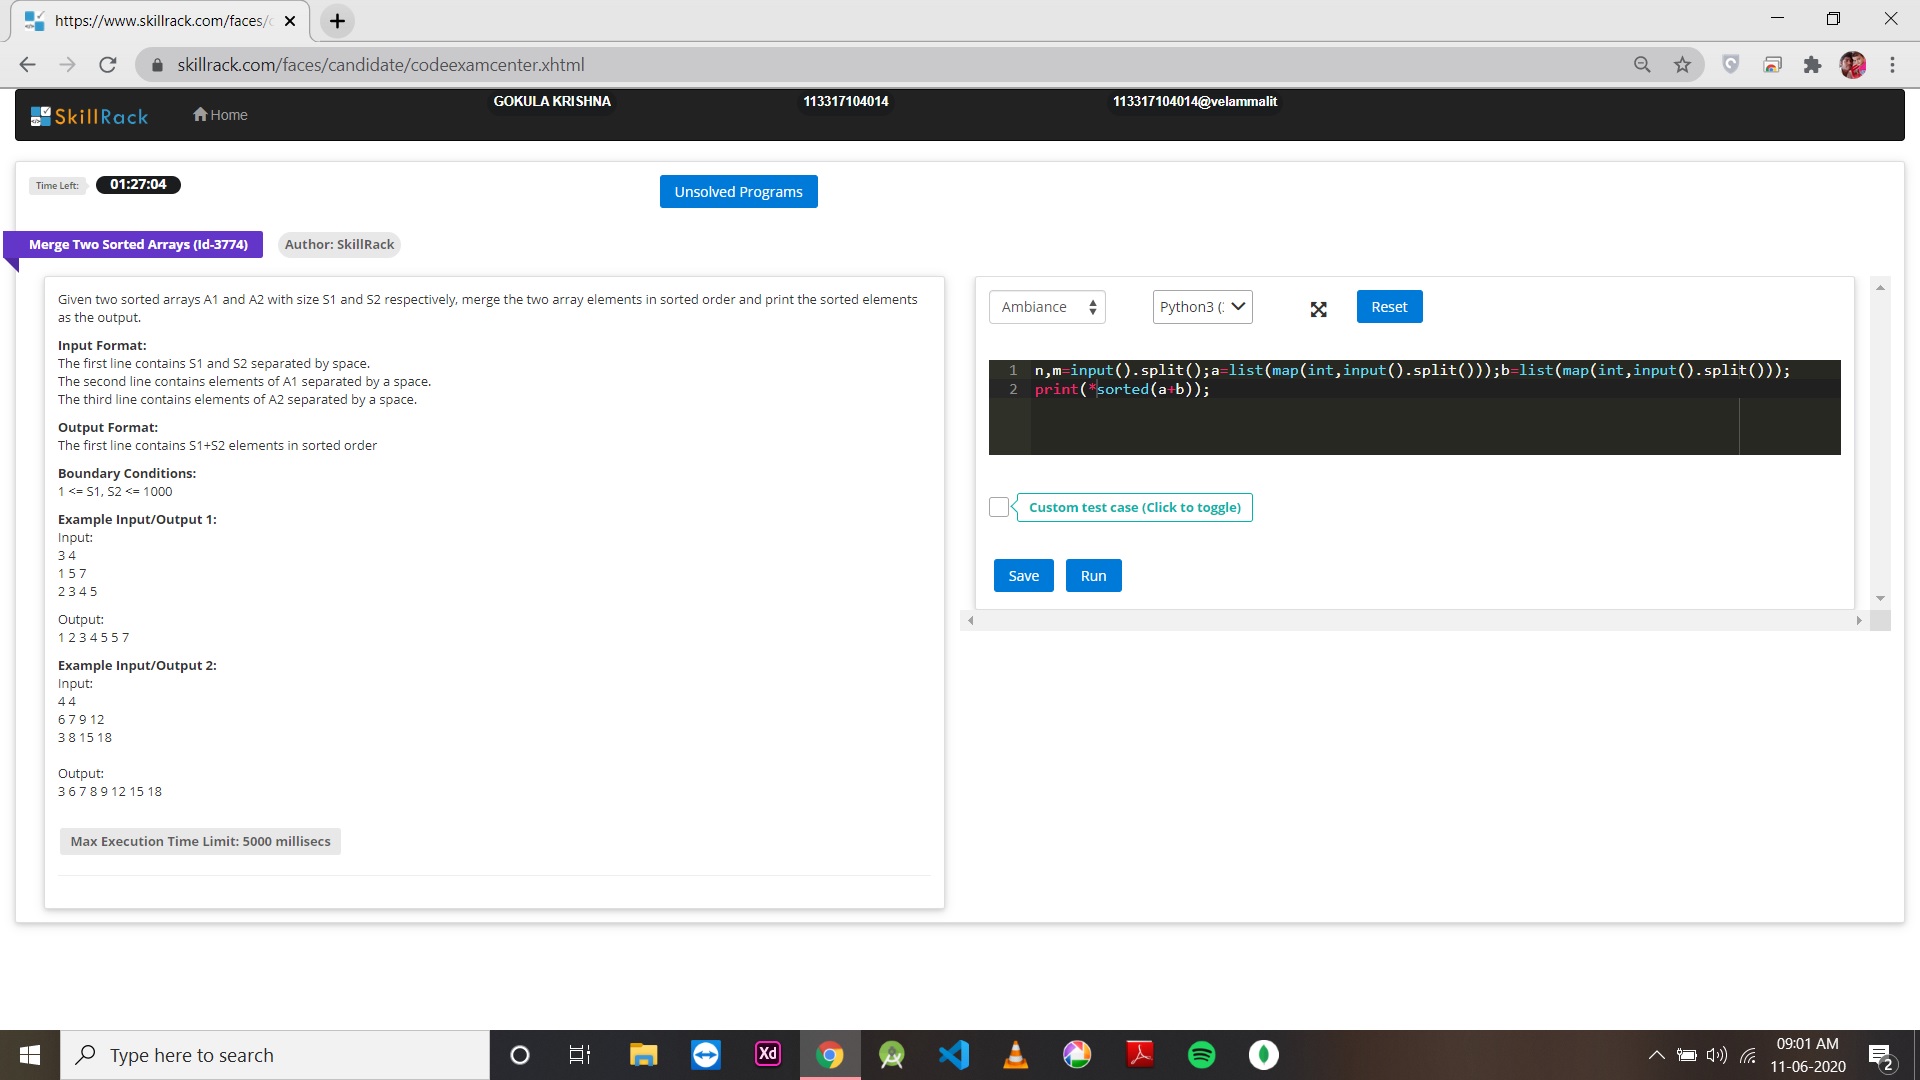 https://www.skillrack.com/faces/c
skillrack.com/faces/candidate/codeexamcenter.xhtml
SkillRack
Home
GOKULA KRISHNA
113317104014
113317104014@velammalit
Time Left:
01:27:04
Unsolved Programs
Merge Two Sorted Arrays (Id-3774)
Author: SkillRack
Given two sorted arrays A1 and A2 with size S1 and S2 respectively, merge the two array elements in sorted order and print the sorted elements
as the output.
Input Format:
The first line contains S1 and S2 separated by space.
The second line contains elements of A1 separated by a space.
The third line contains elements of A2 separated by a space.
Output Format:
The first line contains S1+S2 elements in sorted order
Boundary Conditions:
1 <= S1, S2 <= 1000
Example Input/Output 1:
Input:
3 4
1 5 7
2 3 4 5
Output:
1 2 3 4 5 5 7
Example Input/Output 2:
Input:
4 4
6 7 9 12
3 8 15 18
Output:
3 6 7 8 9 12 15 18
Max Execution Time Limit: 5000 millisecs
Ambiance
Python3 (
Reset
1 n,m=input().split();a=list(map(int,input().split()));b=list(map(int,input().split()));
2 print(*sorted(a+b));
Custom test case (Click to toggle)
Save
Run
Type here to search
Xd
09:01 AM
11-06-2020
2